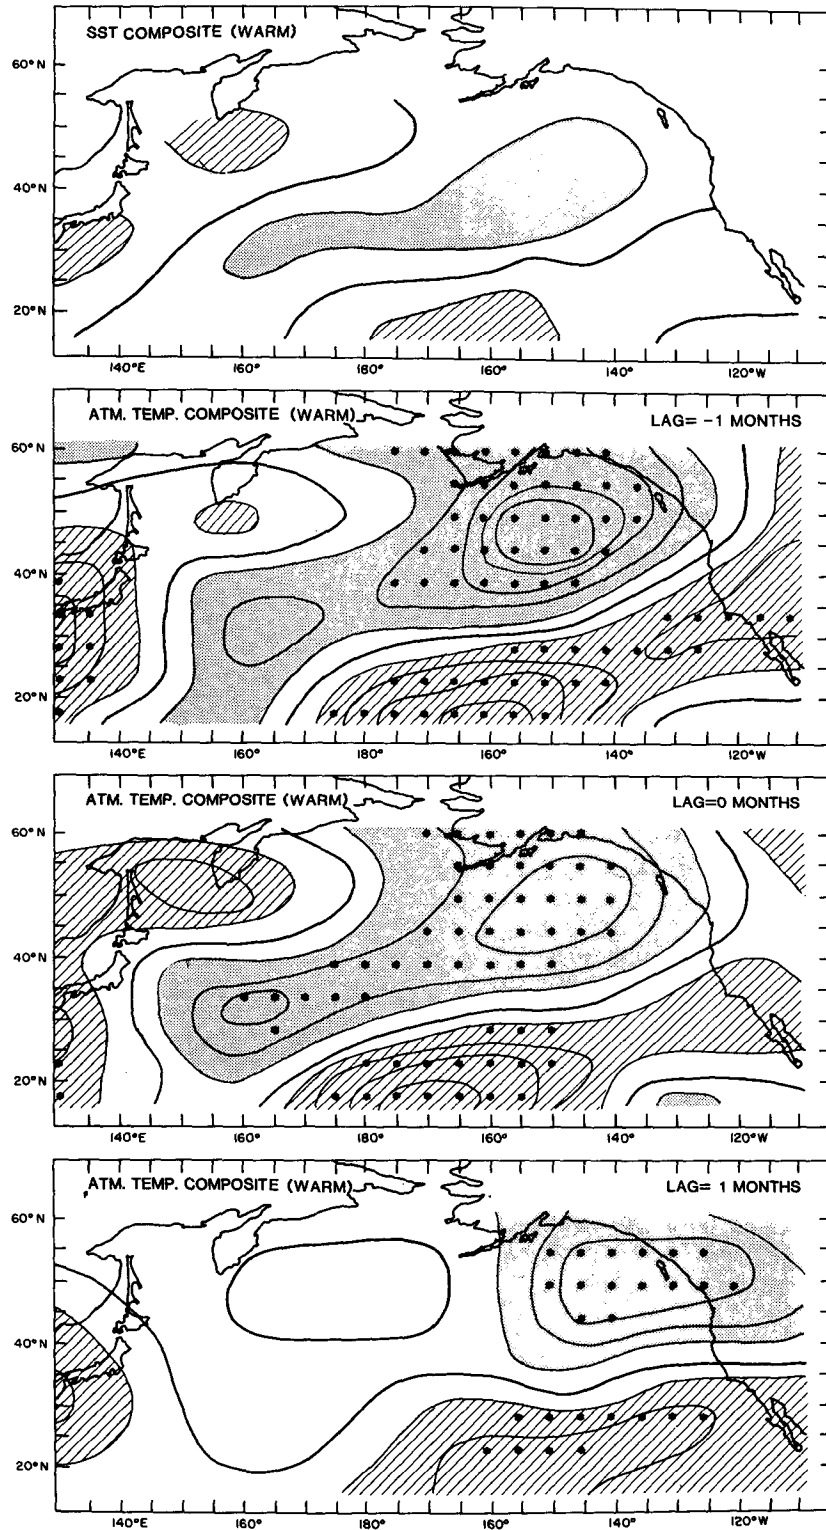 SST COMPOSITE (WARM)
60°N
40°N
20°N
140°E 160° 180° 160° 140° 120°W
ATM. TEMP. COMPOSITE (WARM) LAG= -1 MONTHS
60°N
40°N
20°N
140°E 160° 180° 160° 140° 120°W
ATM. TEMP. COMPOSITE (WARM) LAG=0 MONTHS
60°N
40°N
20°N
140°E 160° 180° 160° 140° 120°W
ATM. TEMP. COMPOSITE (WARM) LAG= 1 MONTHS
60°N
40°N
20°N
140°E 160° 180° 160° 140° 120°W